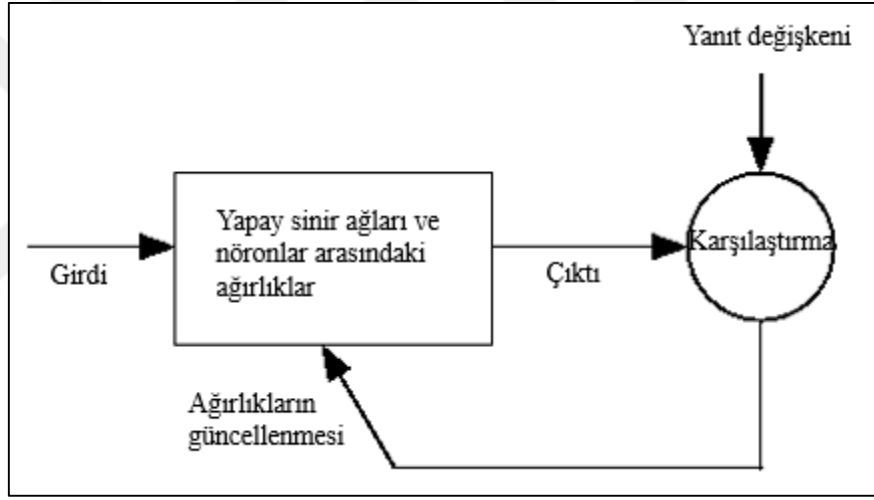 Yanıt değişkeni
Yapay sinir ağları ve
nöronlar arasındaki
ağırlıklar
Karşılaştırma
Girdi
Çıktı
Ağırlıkların
güncellenmesi